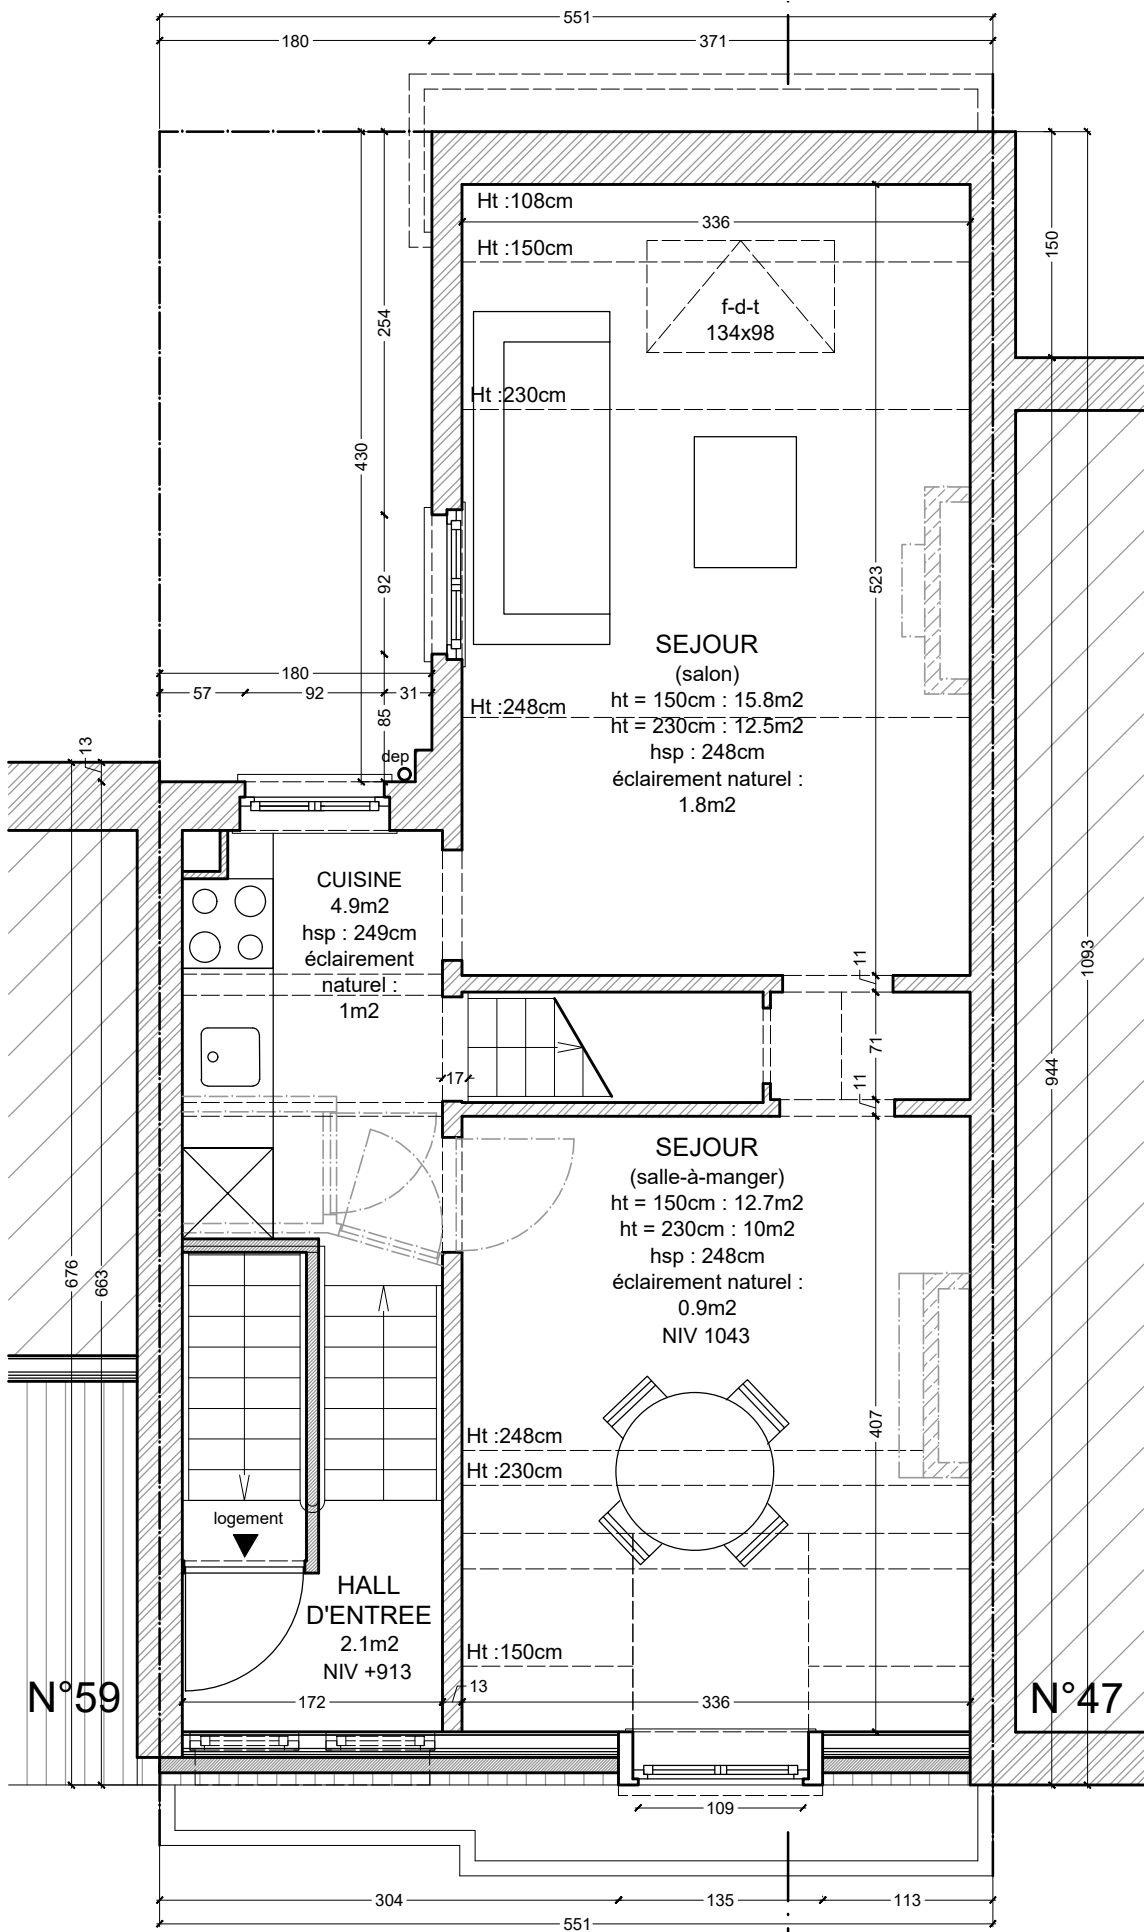 551
180
371
Ht :108cm
336
Ht :150cm
150
f-d-t
134x98
254
Ht :230cm
430
92
523
SEJOUR
(salon)
ht = 150cm : 15.8m2
ht = 230cm : 12.5m2
hsp : 248cm
éclairement naturel :
1.8m2
180
57
92
31
85
Ht :248cm
13
dep
CUISINE
4.9m2
hsp : 249cm
éclairement
naturel :
1m2
11
1093
71
944
17
11
SEJOUR
(salle-à-manger)
ht = 150cm : 12.7m2
ht = 230cm : 10m2
hsp : 248cm
éclairement naturel :
0.9m2
NIV 1043
676
663
407
Ht :248cm
Ht :230cm
logement
HALL
D'ENTREE
2.1m2
NIV +913
Ht :150cm
N°59
172
13
336
N°47
109
304
135
113
551